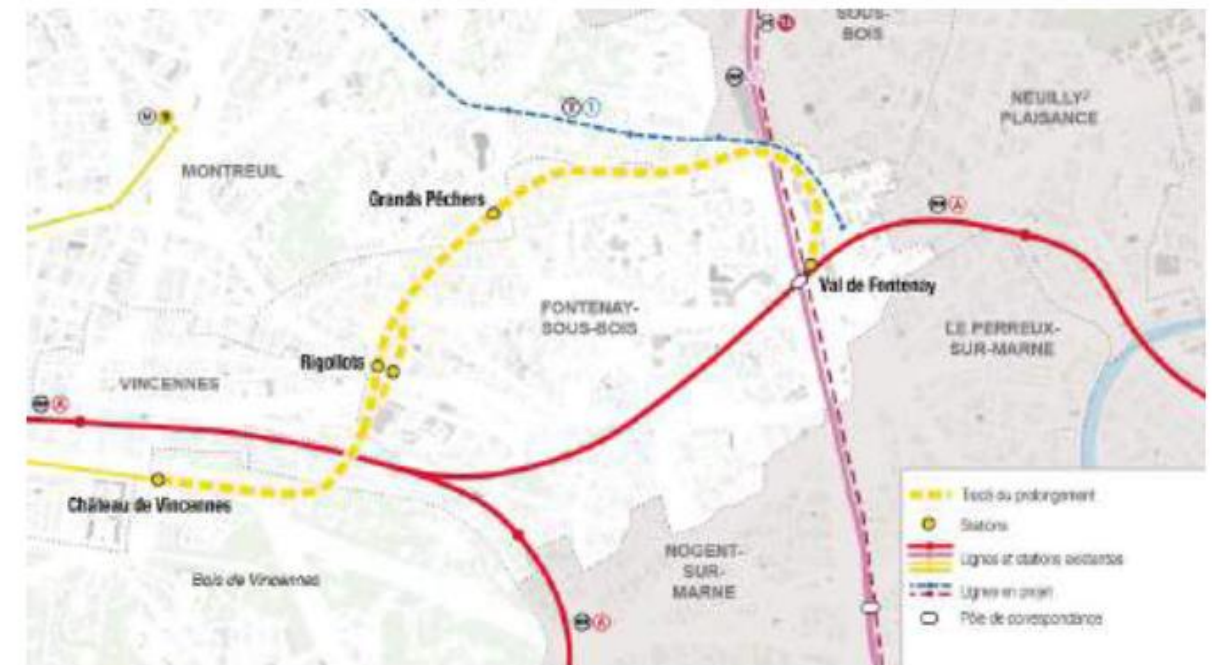 SOUS-
BOIS
NEUILLY-
PLAISANCE
M 9
T 1
MONTREUIL
Grands Pêchers
A
Val de Fontenay
FONTENAY-
SOUS-BOIS
LE PERREUX-
SUR-MARNE
Rigollots
VINCENNES
A
Château de Vincennes
Bois de Vincennes
NOGENT-
SUR-
MARNE
A
Tracé du prolongement
Stations
Lignes et stations existantes
Lignes en projet
Pôle de correspondance